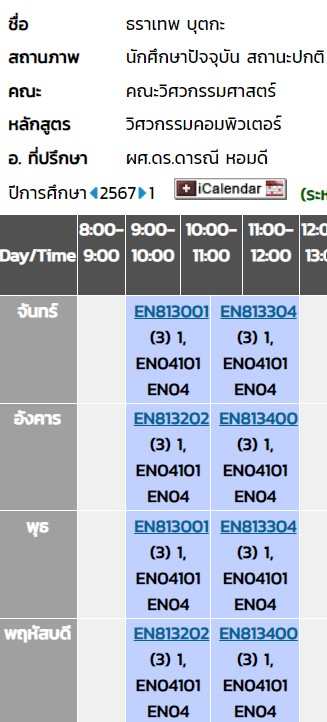 ชื่อ ธราเทพ บุตกะ
สถานภาพ นักศึกษาปัจจุบัน สถานะปกติ
คณะ คณะวิศวกรรมศาสตร์
หลักสูตร วิศวกรรมคอมพิวเตอร์
อ. ที่ปรึกษา ผศ.ดร.ดารณี หอมดี
ปีการศึกษา 2567 1 iCalendar
Day/Time 8:00-9:00 9:00-10:00 10:00-11:00 11:00-12:00
จันทร์
EN813001 EN813304
(3) 1, (3) 1,
EN04101 EN04101
EN04 EN04
อังคาร
EN813202 EN813400
(3) 1, (3) 1,
EN04101 EN04101
EN04 EN04
พุธ
EN813001 EN813304
(3) 1, (3) 1,
EN04101 EN04101
EN04 EN04
พฤหัสบดี
EN813202 EN813400
(3) 1, (3) 1,
EN04101 EN04101
EN04 EN04